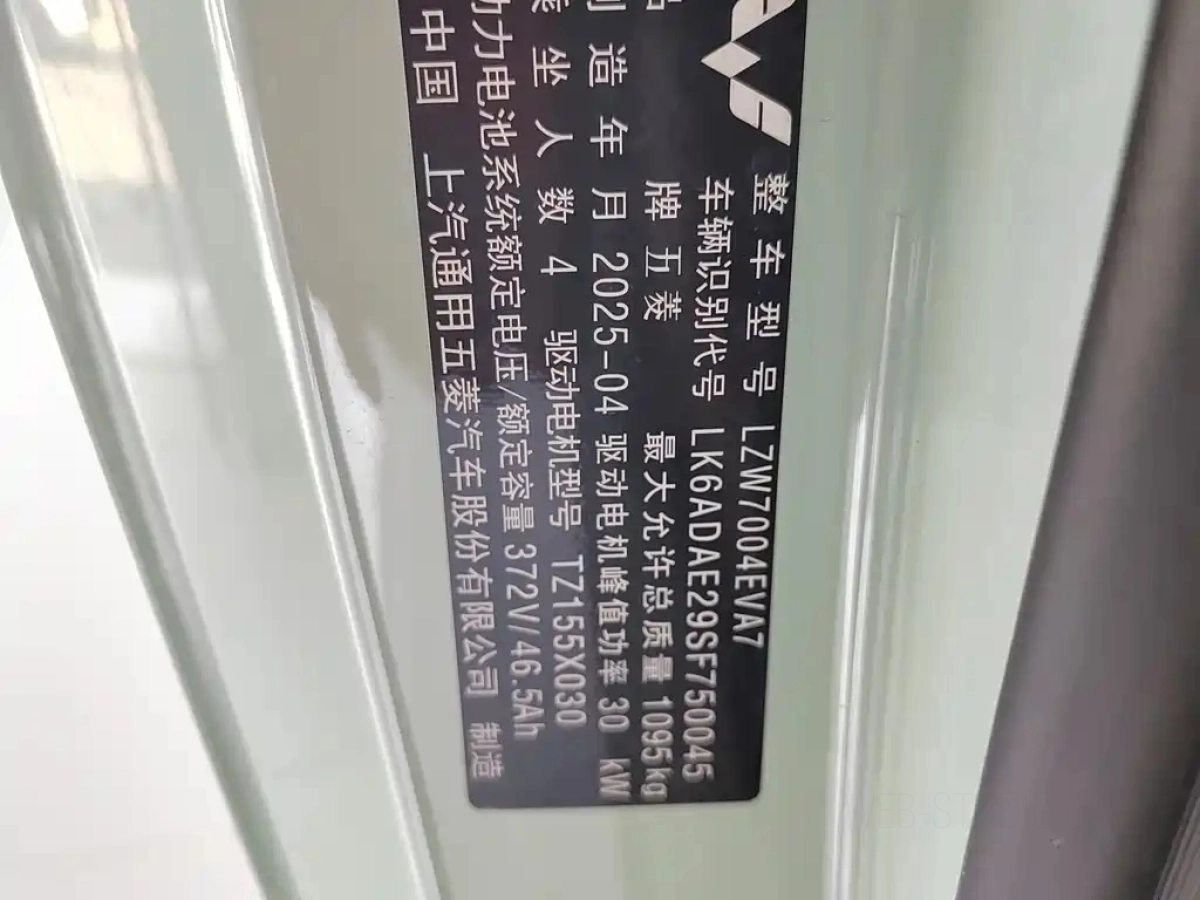 整车型号 LZW7004EVA7
车辆识别代号 LK6ADAE29SF750045
品牌 五菱 最大允许总质量 1095kg
制造年月 2025-04 驱动电机峰值功率 30 kW
乘坐人数 4 驱动电机型号 TZ155X030
动力电池系统额定电压/额定容量 372V/46.5Ah
中国 上汽通用五菱汽车股份有限公司 制造